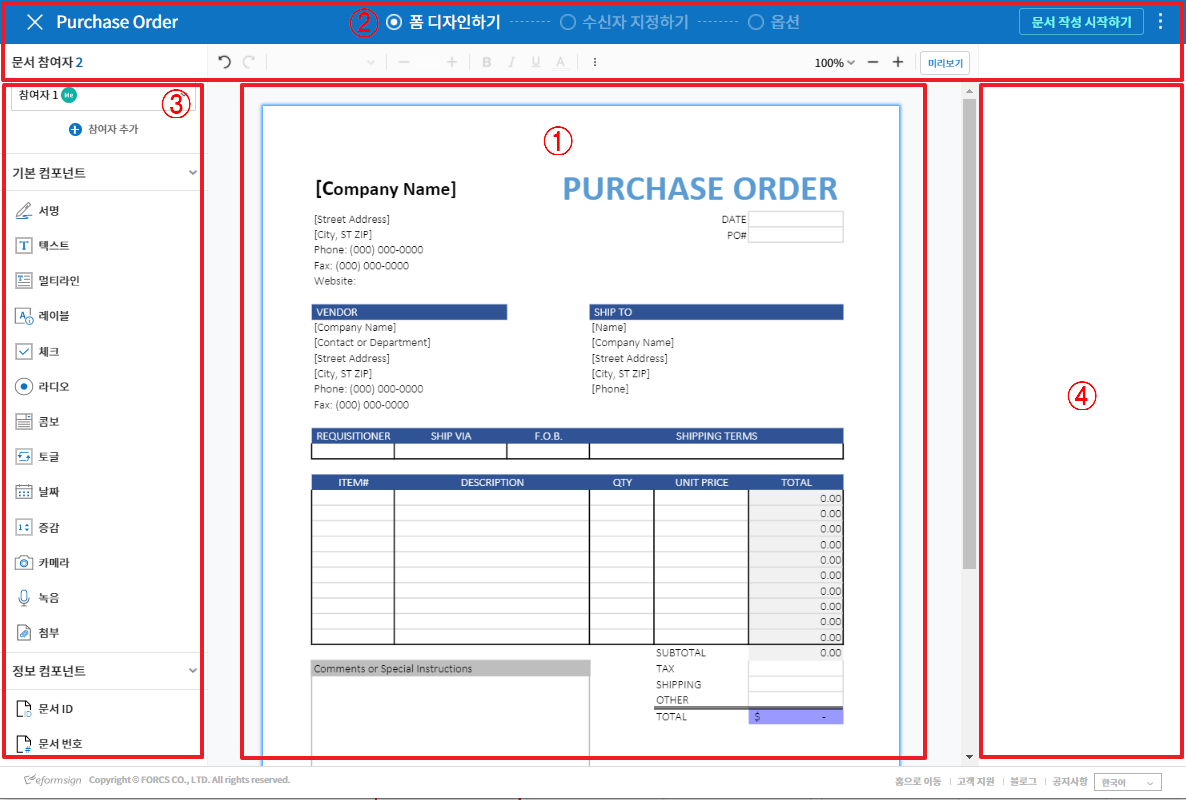 Purchase Order
② 폼 디자인하기
수신자 지정하기
옵션
문서 작성 시작하기
문서 참여자 2
B I U A
100%
미리보기
참여자 1 Me
③
참여자 추가
기본 컴포넌트
서명
텍스트
멀티라인
레이블
체크
라디오
콤보
토글
날짜
증감
카메라
녹음
첨부
정보 컴포넌트
문서 ID
문서 번호
①
[Company Name]
PURCHASE ORDER
[Street Address]
DATE
[City, ST ZIP]
PO#
Phone: (000) 000-0000
Fax: (000) 000-0000
Website:
VENDOR
[Company Name]
[Contact or Department]
[Street Address]
[City, ST ZIP]
Phone: (000) 000-0000
Fax: (000) 000-0000
SHIP TO
[Name]
[Company Name]
[Street Address]
[City, ST ZIP]
[Phone]
REQUISITIONER SHIP VIA F.O.B. SHIPPING TERMS
ITEM# DESCRIPTION QTY UNIT PRICE TOTAL
0.00
0.00
0.00
0.00
0.00
0.00
0.00
0.00
0.00
0.00
SUBTOTAL 0.00
TAX
SHIPPING
OTHER
TOTAL $ -
Comments or Special Instructions
④
eformsign Copyright © FORCS CO., LTD. All rights reserved.
홈으로 이동 | 고객 지원 | 블로그 | 공지사항 한국어